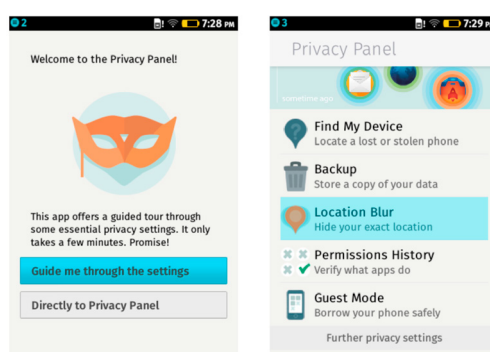 2
7:28 PM
Welcome to the Privacy Panel!
This app offers a guided tour through
some essential privacy settings. It only
takes a few minutes. Promise!
Guide me through the settings
Directly to Privacy Panel
3
7:29 P
Privacy Panel
sometime ago
Find My Device
Locate a lost or stolen phone
Backup
Store a copy of your data
Location Blur
Hide your exact location
Permissions History
Verify what apps do
Guest Mode
Borrow your phone safely
Further privacy settings